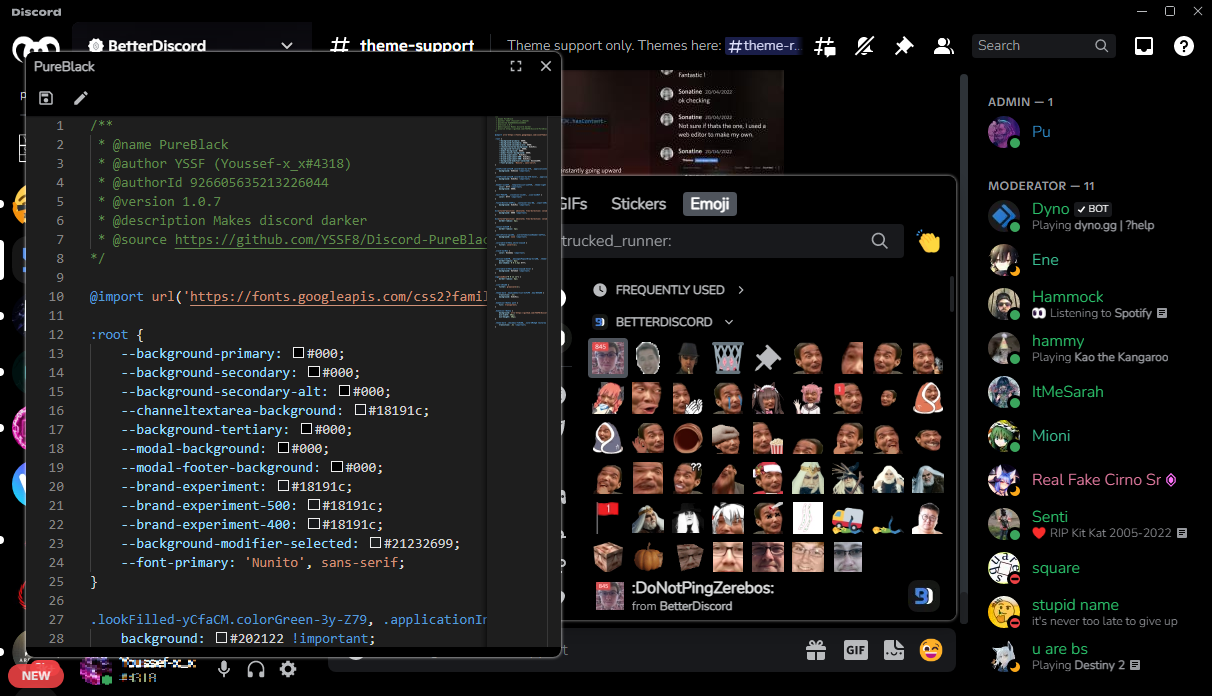 Discord
BetterDiscord
# theme-support
Theme support only. Themes here: #theme-r..
Search
PureBlack
1 /**
2 * @name PureBlack
3 * @author YSSF (Youssef-x_x#4318)
4 * @authorId 926605635213226044
5 * @version 1.0.7
6 * @description Makes discord darker
7 * @source https://github.com/YSSF8/Discord-PureBlac
8 */
9
10 @import url('https://fonts.googleapis.com/css2?famil
11
12 :root {
13 --background-primary: #000;
14 --background-secondary: #000;
15 --background-secondary-alt: #000;
16 --channeltextarea-background: #18191c;
17 --background-tertiary: #000;
18 --modal-background: #000;
19 --modal-footer-background: #000;
20 --brand-experiment: #18191c;
21 --brand-experiment-500: #18191c;
22 --brand-experiment-400: #18191c;
23 --background-modifier-selected: #21232699;
24 --font-primary: 'Nunito', sans-serif;
25 }
26
27 .lookFilled-yCfaCM.colorGreen-3y-Z79, .applicationIn
28 background: #202122 !important;
NEW
Youssef-x_x
#4318
Fantastic !
Sonatine 20/04/2022
ok checking
Sonatine 20/04/2022
Not sure if thats the one, I used a
web editor to make my own.
Sonatine 20/04/2022
CM.hasContent-
nstantly going upward
GIFs
Stickers
Emoji
trucked_runner:
FREQUENTLY USED
BETTERDISCORD
845
??
1
845
:DoNotPingZerebos:
from BetterDiscord
GIF
ADMIN — 1
Pu
MODERATOR — 11
Dyno ✓ BOT
Playing dyno.gg | ?help
Ene
Hammock
👀 Listening to Spotify
hammy
Playing Kao the Kangaroo
ItMeSarah
Mioni
Real Fake Cirno Sr
Senti
❤️ RIP Kit Kat 2005-2022
square
stupid name
it's never too late to give up
u are bs
Playing Destiny 2